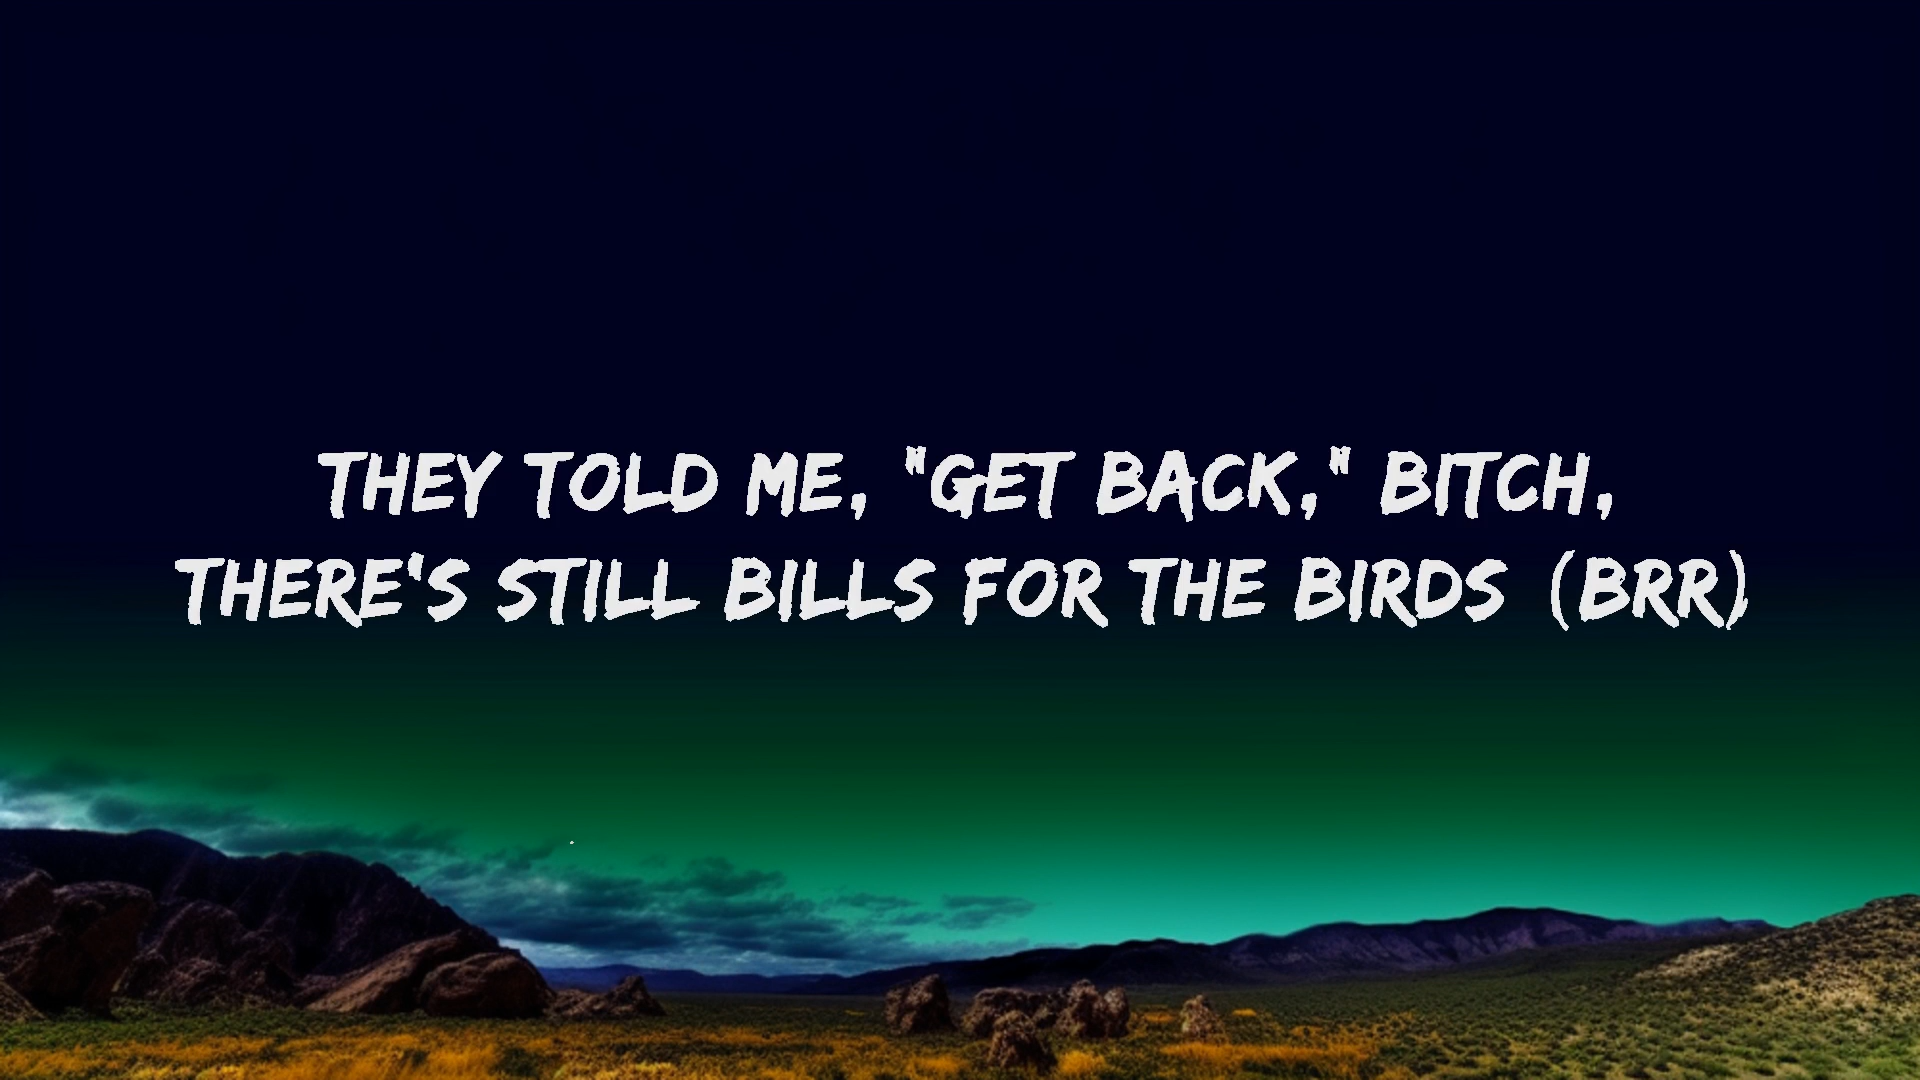 THEY TOLD ME, "GET BACK," BITCH,
THERE'S STILL BILLS FOR THE BIRDS (BRR)